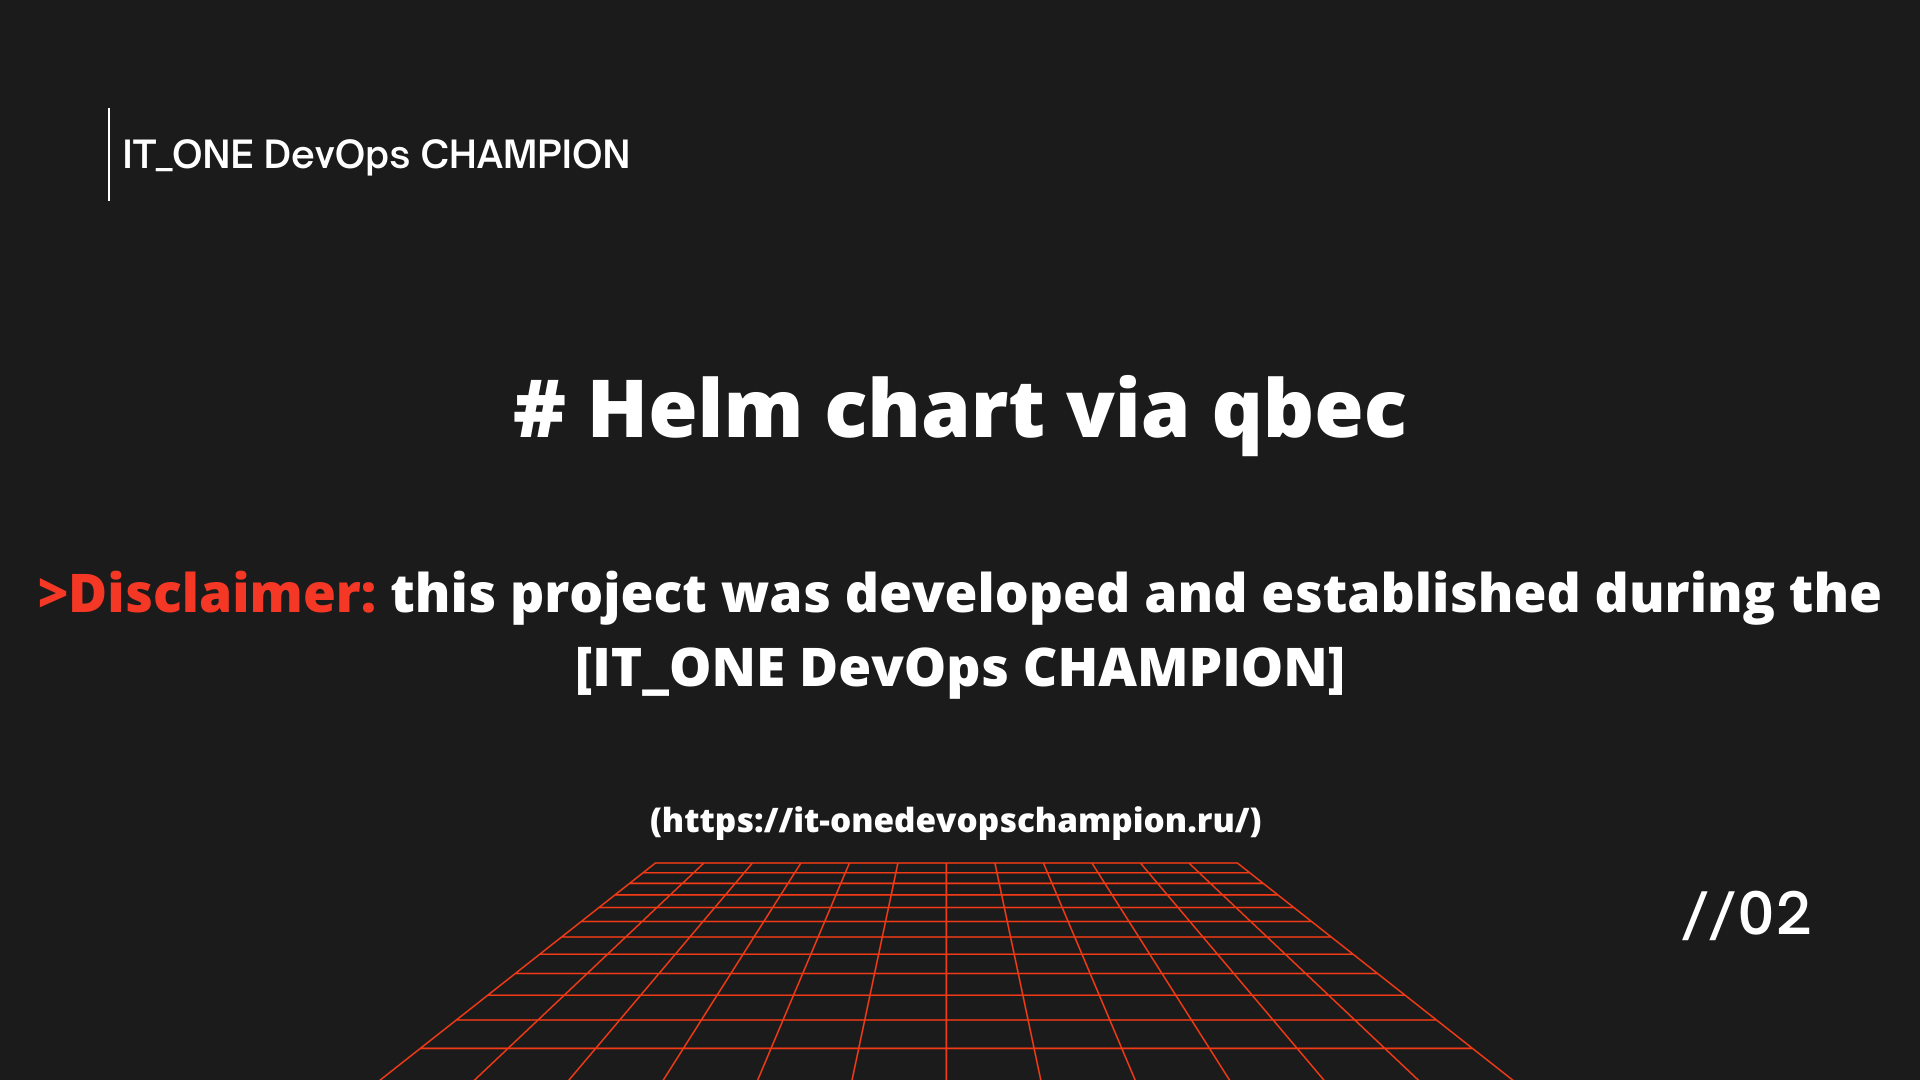 IT_ONE DevOps CHAMPION
# Helm chart via qbec
>Disclaimer: this project was developed and established during the
[IT_ONE DevOps CHAMPION]
(https://it-onedevopschampion.ru/)
//02